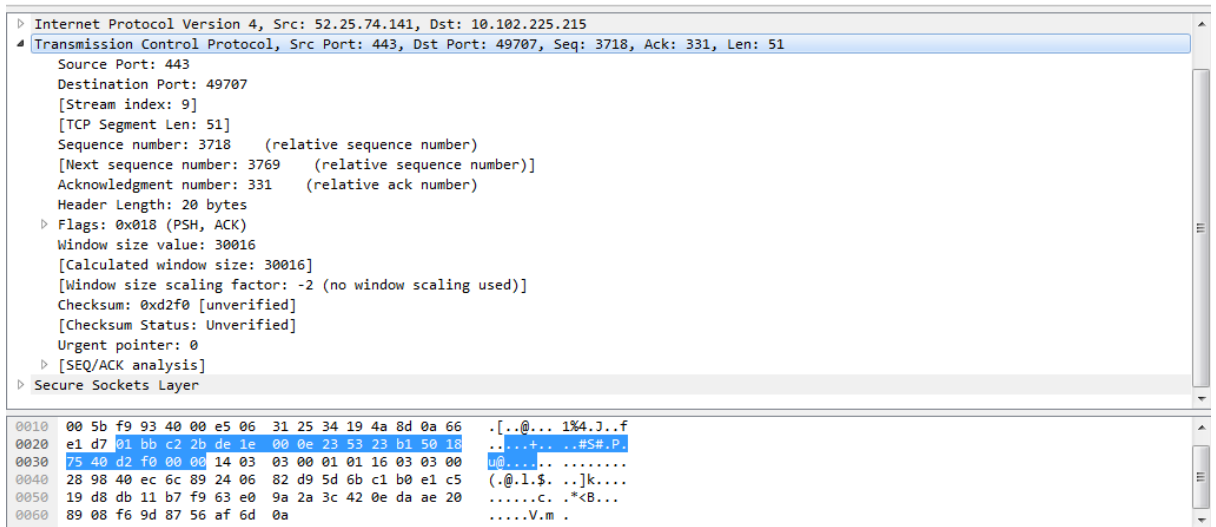 Internet Protocol Version 4, Src: 52.25.74.141, Dst: 10.102.225.215
Transmission Control Protocol, Src Port: 443, Dst Port: 49707, Seq: 3718, Ack: 331, Len: 51
Source Port: 443
Destination Port: 49707
[Stream index: 9]
[TCP Segment Len: 51]
Sequence number: 3718    (relative sequence number)
[Next sequence number: 3769    (relative sequence number)]
Acknowledgment number: 331    (relative ack number)
Header Length: 20 bytes
Flags: 0x018 (PSH, ACK)
Window size value: 30016
[Calculated window size: 30016]
[Window size scaling factor: -2 (no window scaling used)]
Checksum: 0xd2f0 [unverified]
[Checksum Status: Unverified]
Urgent pointer: 0
[SEQ/ACK analysis]
Secure Sockets Layer
0010  00 5b f9 93 40 00 e5 06  31 25 34 19 4a 8d 0a 66   .[..@... 1%4.J..f
0020  e1 d7 01 bb c2 2b de 1e  00 0e 23 53 23 b1 50 18   .....+.. ..#S#.P.
0030  75 40 d2 f0 00 00 14 03  03 00 01 01 16 03 03 00   u@...... ........
0040  28 98 40 ec 6c 89 24 06  82 d9 5d 6b c1 b0 e1 c5   (.@.l.$. ..]k....
0050  19 d8 db 11 b7 f9 63 e0  9a 2a 3c 42 0e da ae 20   ......c. .*<B...
0060  89 08 f6 9d 87 56 af 6d  0a   .....V.m .